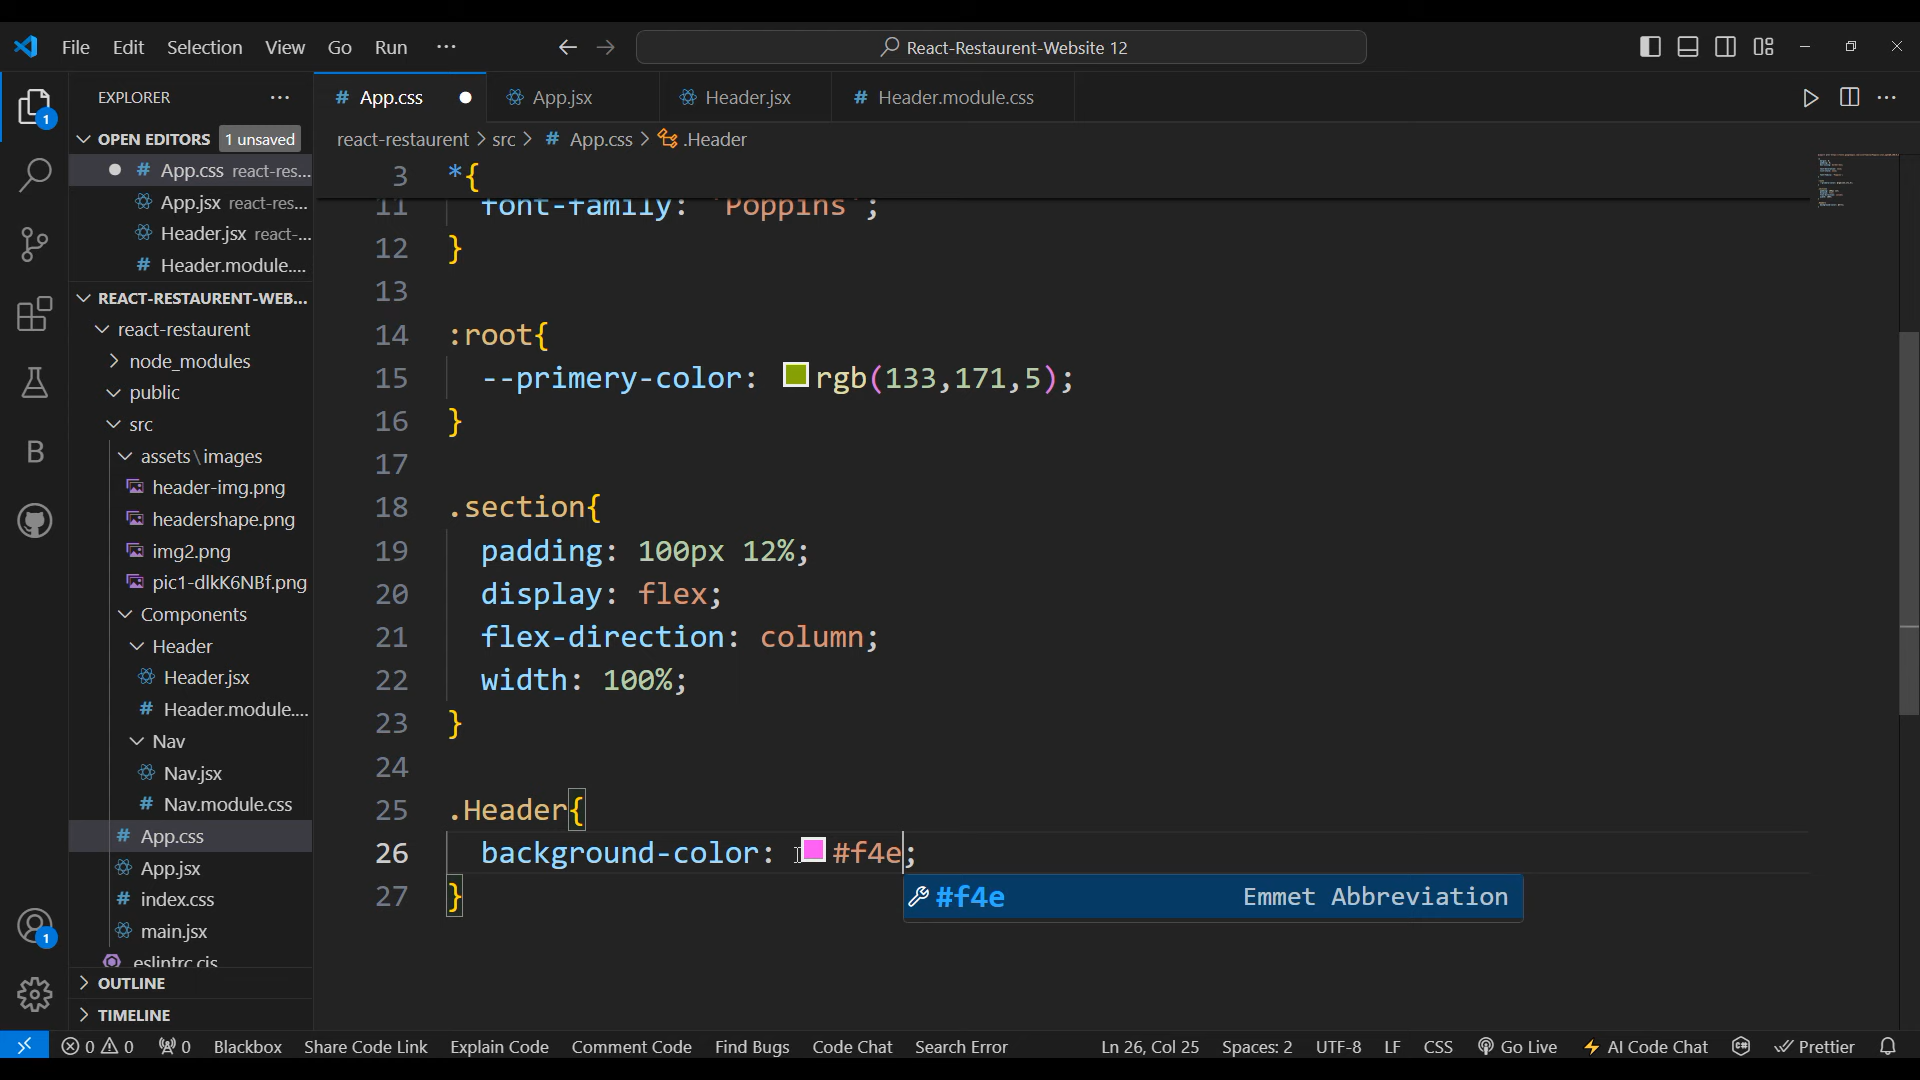 File Edit Selection View Go Run ··· React-Restaurent-Website 12
EXPLORER ···
App.css App.jsx Header.jsx Header.module.css
OPEN EDITORS 1 unsaved
react-restaurent > src > # App.css > .Header
App.css react-res...
App.jsx react-res...
Header.jsx react-...
Header.module....
REACT-RESTAURENT-WEB...
react-restaurent
node_modules
public
src
assets\images
header-img.png
headershape.png
img2.png
pic1-dlkK6NBf.png
Components
Header
Header.jsx
Header.module....
Nav
Nav.jsx
Nav.module.css
App.css
App.jsx
index.css
main.jsx
.eslintrc.cjs
OUTLINE
TIMELINE
3 *{
11 font-family: 'Poppins';
12 }
13
14 :root{
15 --primery-color: rgb(133,171,5);
16 }
17
18 .section{
19 padding: 100px 12%;
20 display: flex;
21 flex-direction: column;
22 width: 100%;
23 }
24
25 .Header{
26 background-color: #f4e;
27 }
#f4e Emmet Abbreviation
0 0 0 Blackbox Share Code Link Explain Code Comment Code Find Bugs Code Chat Search Error Ln 26, Col 25 Spaces: 2 UTF-8 LF CSS Go Live AI Code Chat Prettier